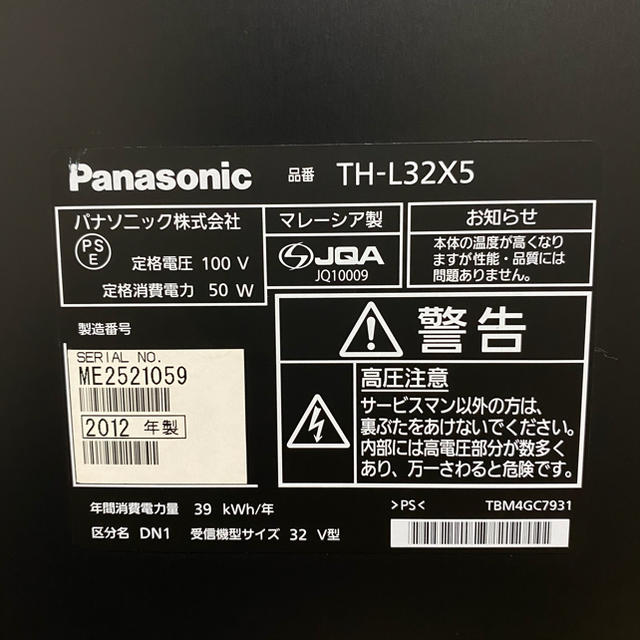 Panasonic 品番 TH-L32X5
パナソニック株式会社
PS
E
定格電圧 100 V
定格消費電力 50 W
マレーシア製
JQA
JQ10009
お知らせ
本体の温度が高くなり
ますが性能・品質には
問題ありません。
製造番号
SERIAL NO.
ME2521059
2012 年製
警告
高圧注意
サービスマン以外の方は、
裏ぶたをあけないでください。
内部には高電圧部分が数多く
あり、万一さわると危険です。
年間消費電力量 39 kWh/年
区分名 DN1 受信機型サイズ 32 V型
>PS< TBM4GC7931